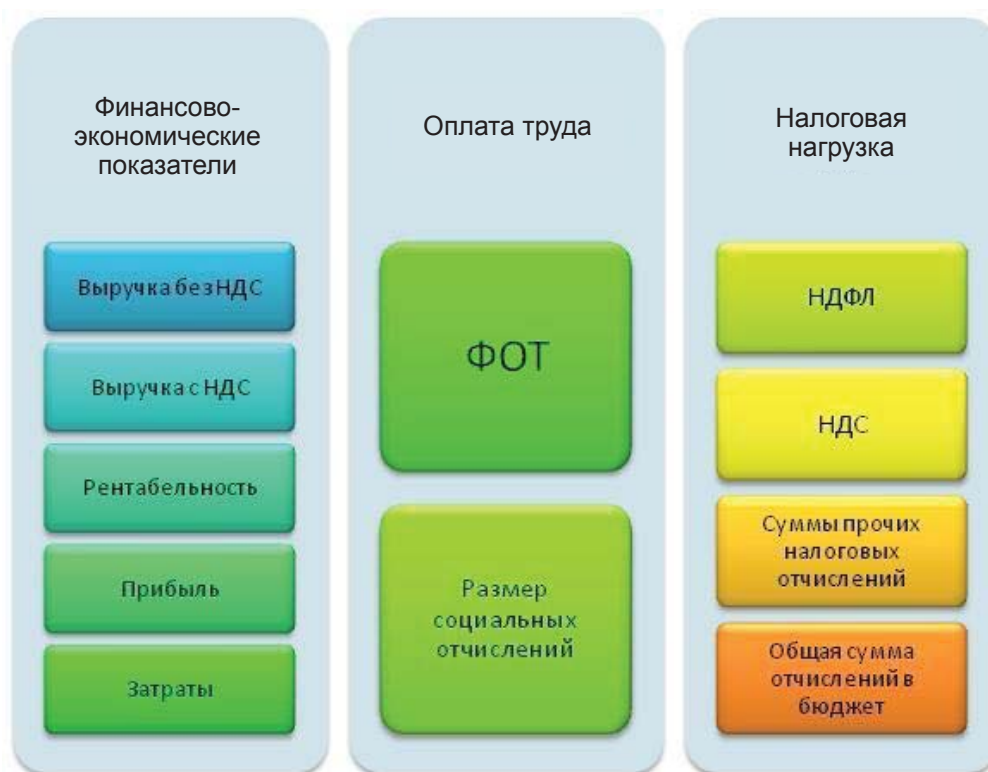 Финансово-
экономические
показатели
Выручка без НДС
Выручка с НДС
Рентабельность
Прибыль
Затраты
Оплата труда
ФОТ
Размер
социальных
отчислений
Налоговая
нагрузка
НДФЛ
НДС
Суммы прочих
налоговых
отчислений
Общая сумма
отчислений в
бюджет